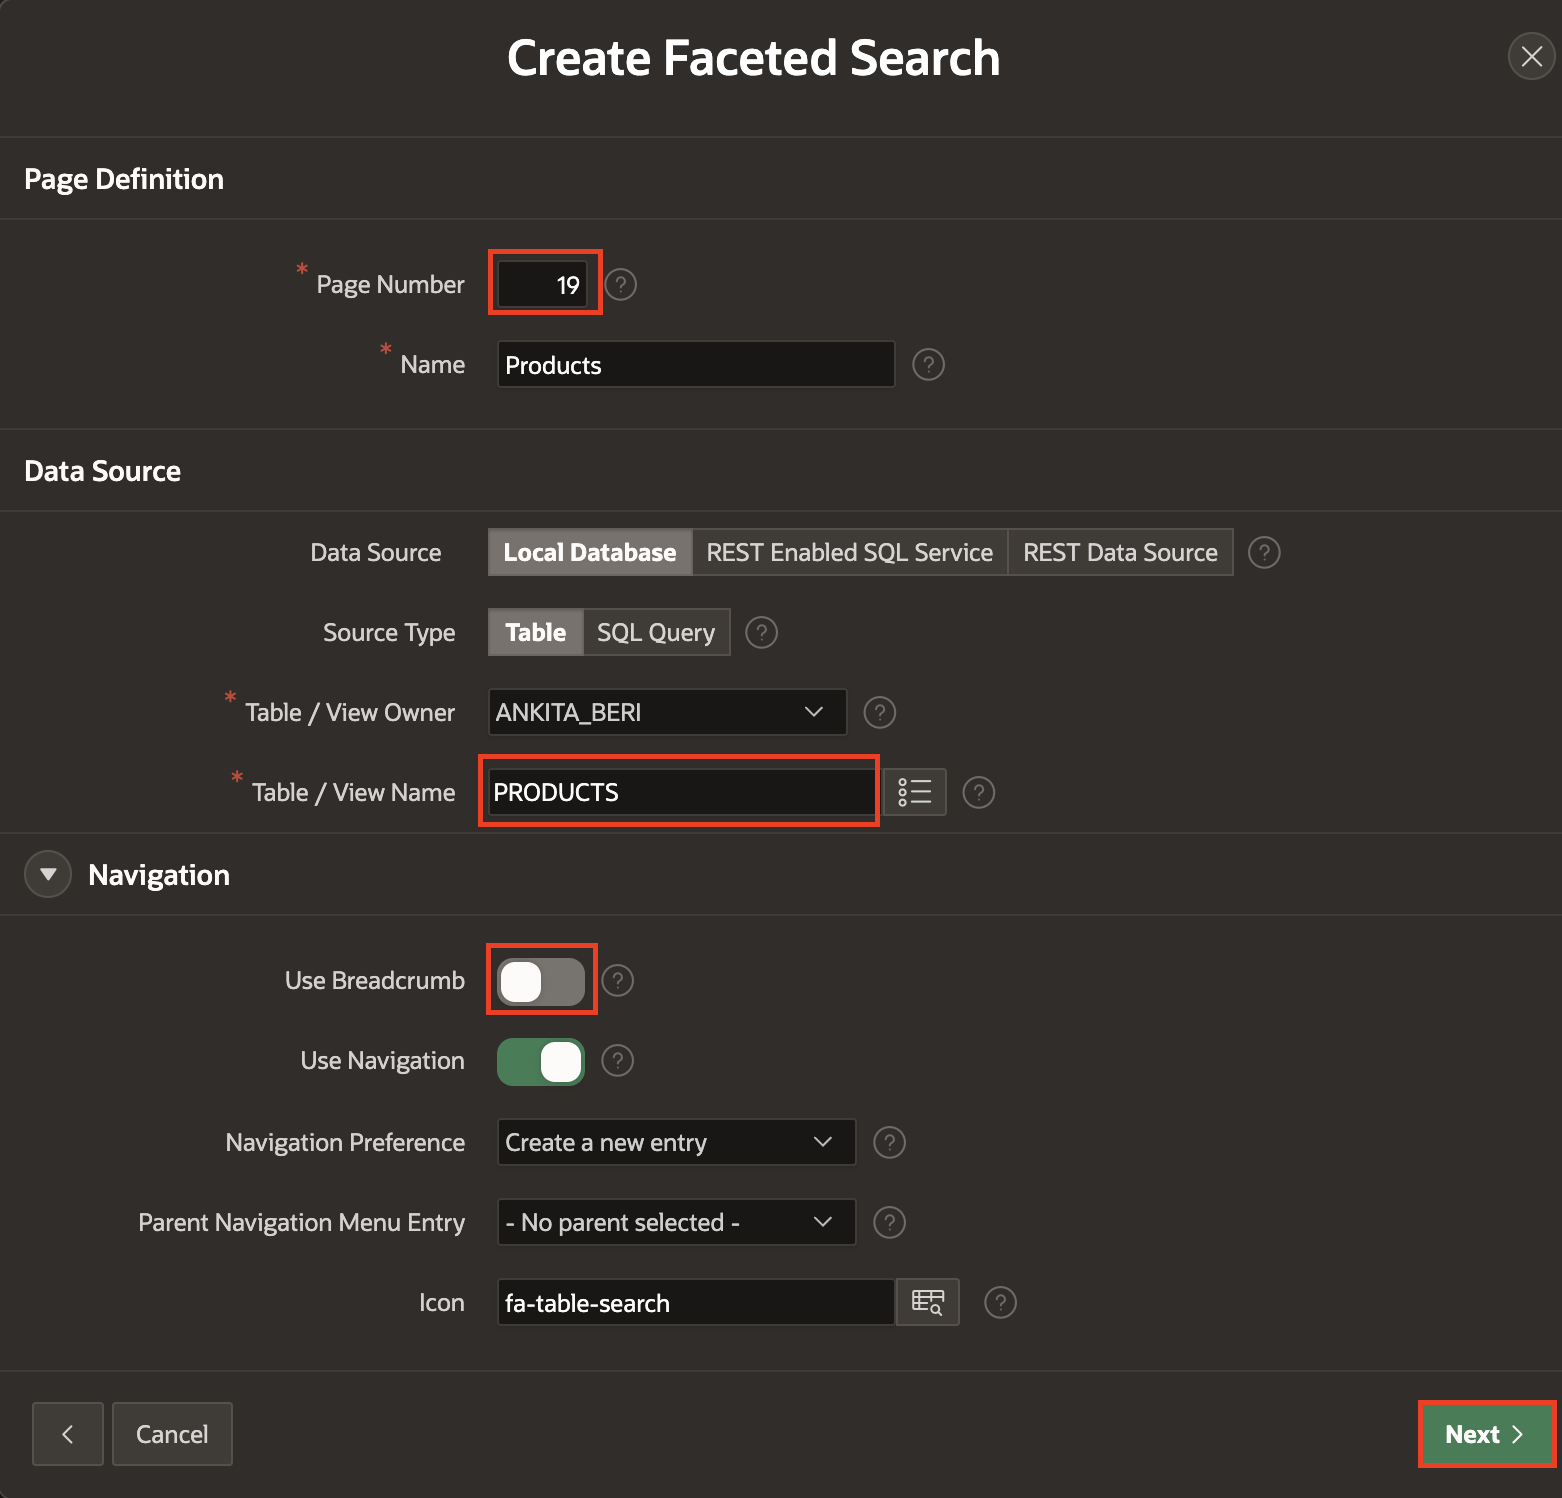 Create Faceted Search
Page Definition
* Page Number 19 ?
* Name Products ?
Data Source
Data Source Local Database REST Enabled SQL Service REST Data Source ?
Source Type Table SQL Query ?
* Table / View Owner ANKITA_BERI ?
* Table / View Name PRODUCTS ?
Navigation
Use Breadcrumb ?
Use Navigation ?
Navigation Preference Create a new entry ?
Parent Navigation Menu Entry - No parent selected - ?
Icon fa-table-search ?
Cancel Next